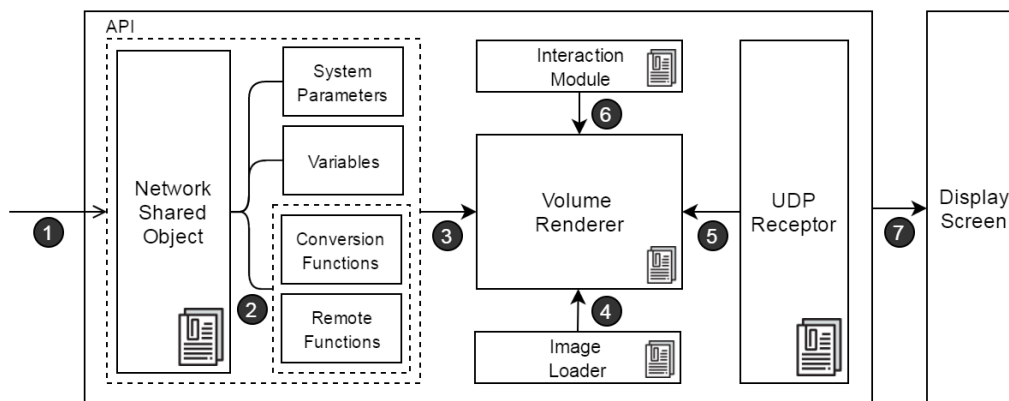 API
Network
Shared
Object
System
Parameters
Variables
Conversion
Functions
Remote
Functions
Interaction
Module
Volume
Renderer
Image
Loader
UDP
Receptor
Display
Screen
1
2
3
4
5
6
7